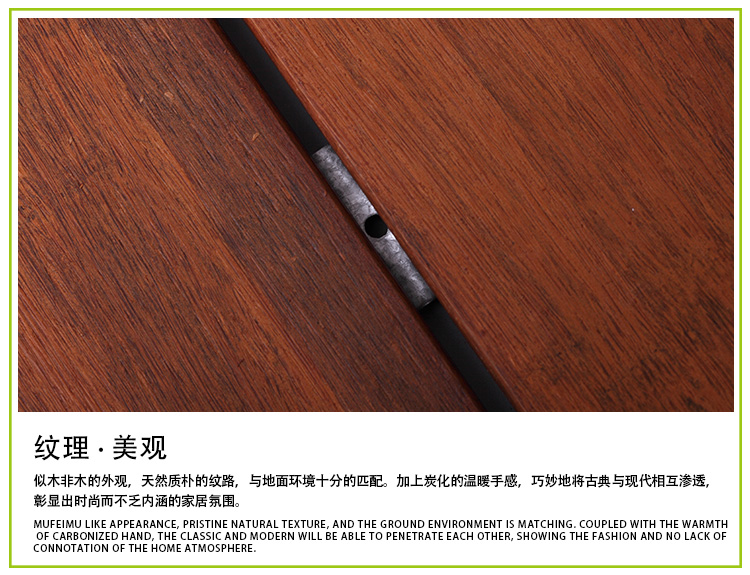 纹理·美观
似木非木的外观，天然质朴的纹路，与地面环境十分的匹配。加上炭化的温暖手感，巧妙地将古典与现代相互渗透，
彰显出时尚而不乏内涵的家居氛围。
MUFEIMU LIKE APPEARANCE, PRISTINE NATURAL TEXTURE, AND THE GROUND ENVIRONMENT IS MATCHING. COUPLED WITH THE WARMTH
OF CARBONIZED HAND, THE CLASSIC AND MODERN WILL BE ABLE TO PENETRATE EACH OTHER, SHOWING THE FASHION AND NO LACK OF
CONNOTATION OF THE HOME ATMOSPHERE.